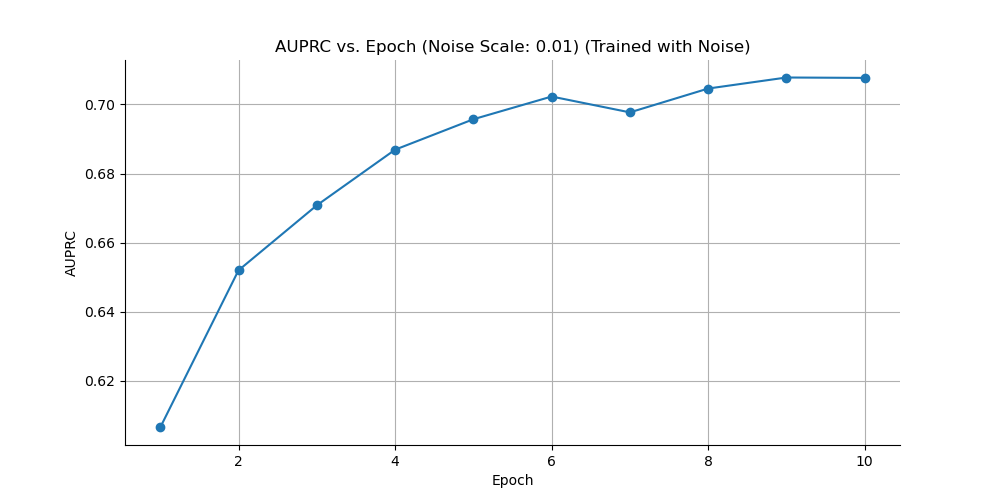 AUPRC vs. Epoch (Noise Scale: 0.01) (Trained with Noise)
0.70
0.68
0.66
0.64
0.62
AUPRC
2 4 6 8 10
Epoch